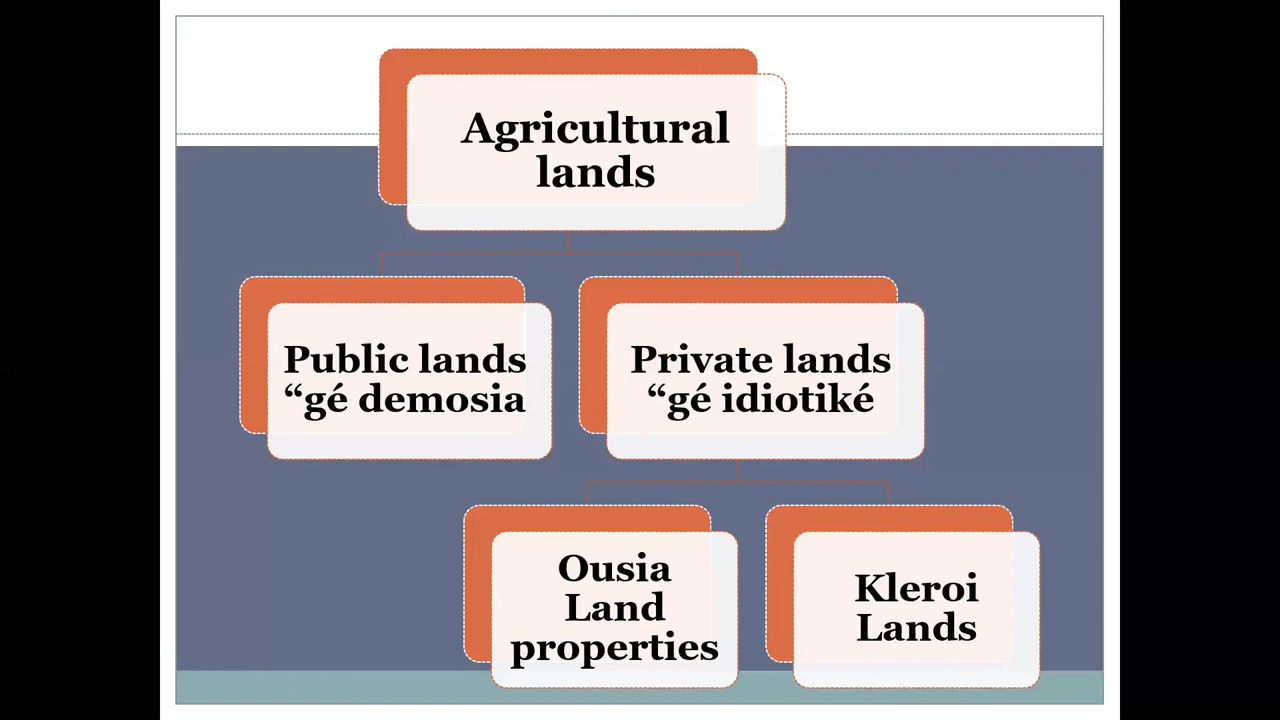 Agricultural
lands
Public lands
“gé demosia
Private lands
“gé idiotiké
Ousia
Land
properties
Kleroi
Lands